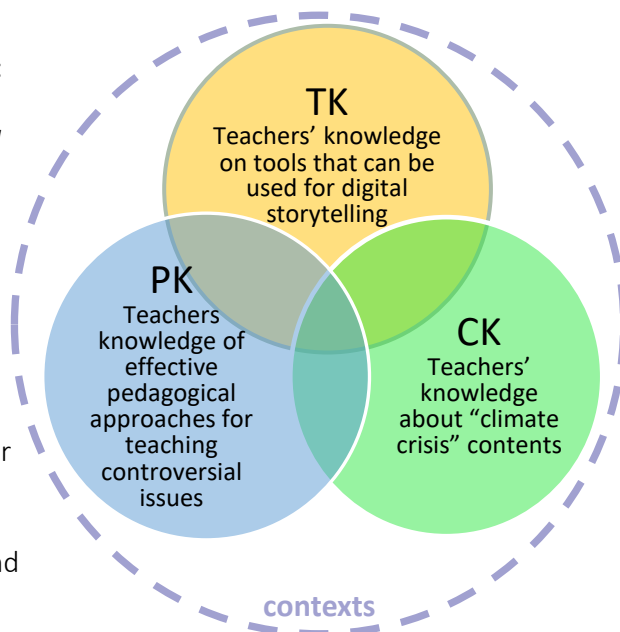 TK
Teachers’ knowledge
on tools that can be
used for digital
storytelling
PK
Teachers
knowledge of
effective
pedagogical
approaches for
teaching
controversial
issues
CK
Teachers’
knowledge
about “climate
crisis” contents
r
nd
contexts